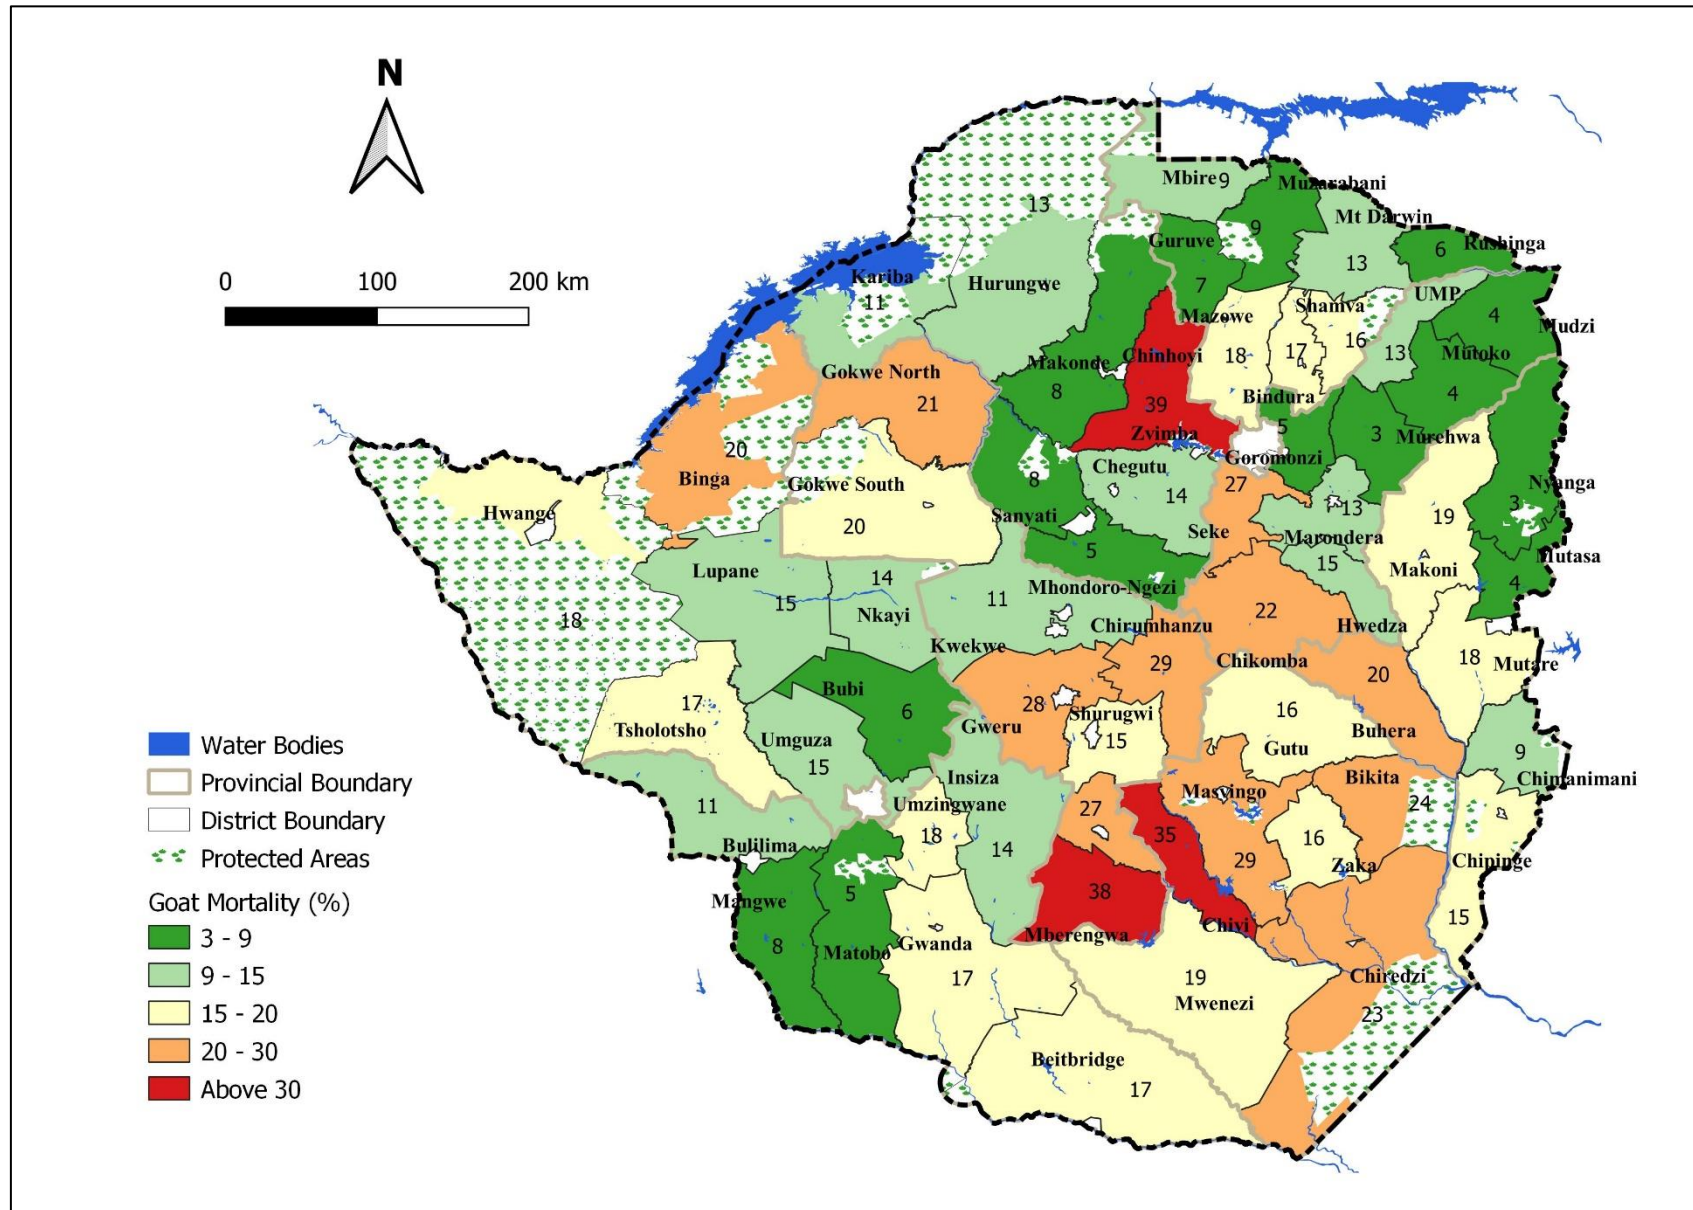 N
0 100 200 km
Mbire 9
Muzarabani
9
Mt Darwin
13
13
Rushinga
6
Guruve
7
Kariba
11
Hurungwe
UMP
13
Shamva
16
Mazowe
18
17
4
Mudzi
Mutoko
4
Makonde
8
Chinhoyi
39
Zvimba
Bindura
5
Gokwe North
21
3
Murehwa
Goromonzi
20
Binga
Gokwe South
20
8
Sanyati
Chegutu
14
27
Seke
13
Marondera
15
19
Makoni
3
Nyanga
Hwange
18
5
Mutasa
4
Lupane
15
14
Nkayi
11
Mhondoro-Ngezi
Kwekwe
Chirumhanzu
29
22
Hwedza
Chikomba
20
18
Mutare
17
Tsholotsho
Bubi
6
28
Gweru
Shurugwi
15
16
Gutu
Buhera
Umguza
15
9
Chimanimani
Insiza
14
Umzingwane
18
27
Masvingo
29
Bikita
24
11
Bulilima
35
16
Zaka
Chipinge
15
Mangwe
8
5
Matobo
38
Mberengwa
Chivi
Gwanda
17
19
Mwenezi
Chiredzi
23
Beitbridge
17
Water Bodies
Provincial Boundary
District Boundary
Protected Areas
Goat Mortality (%)
3 - 9
9 - 15
15 - 20
20 - 30
Above 30